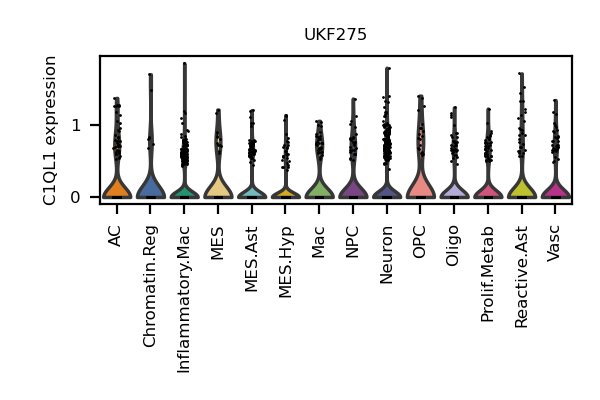 UKF275
C1QL1 expression
1
0
AC
Chromatin.Reg
Inflammatory.Mac
MES
MES.Ast
MES.Hyp
Mac
NPC
Neuron
OPC
Oligo
Prolif.Metab
Reactive.Ast
Vasc